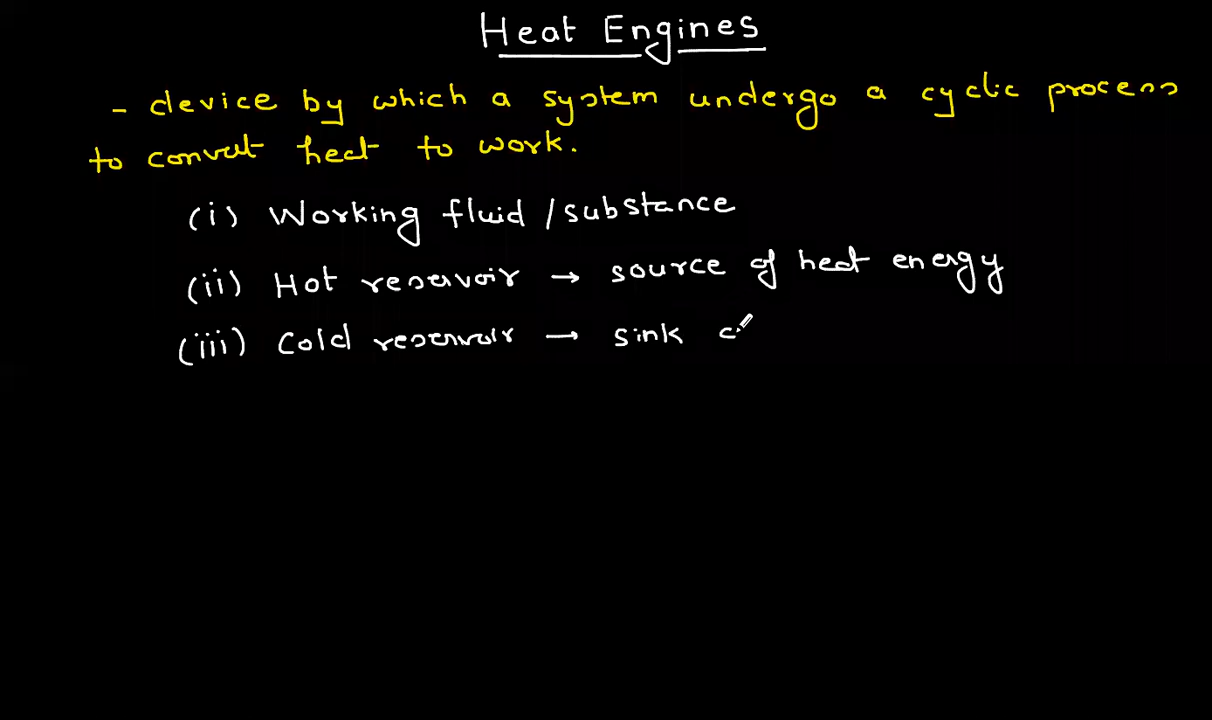 Heat Engines
- device by which a system undergo a cyclic process
to convert heat to work.
(i) Working fluid /substance
(ii) Hot reservoir → source of heat energy
(iii) Cold reservoir → sink